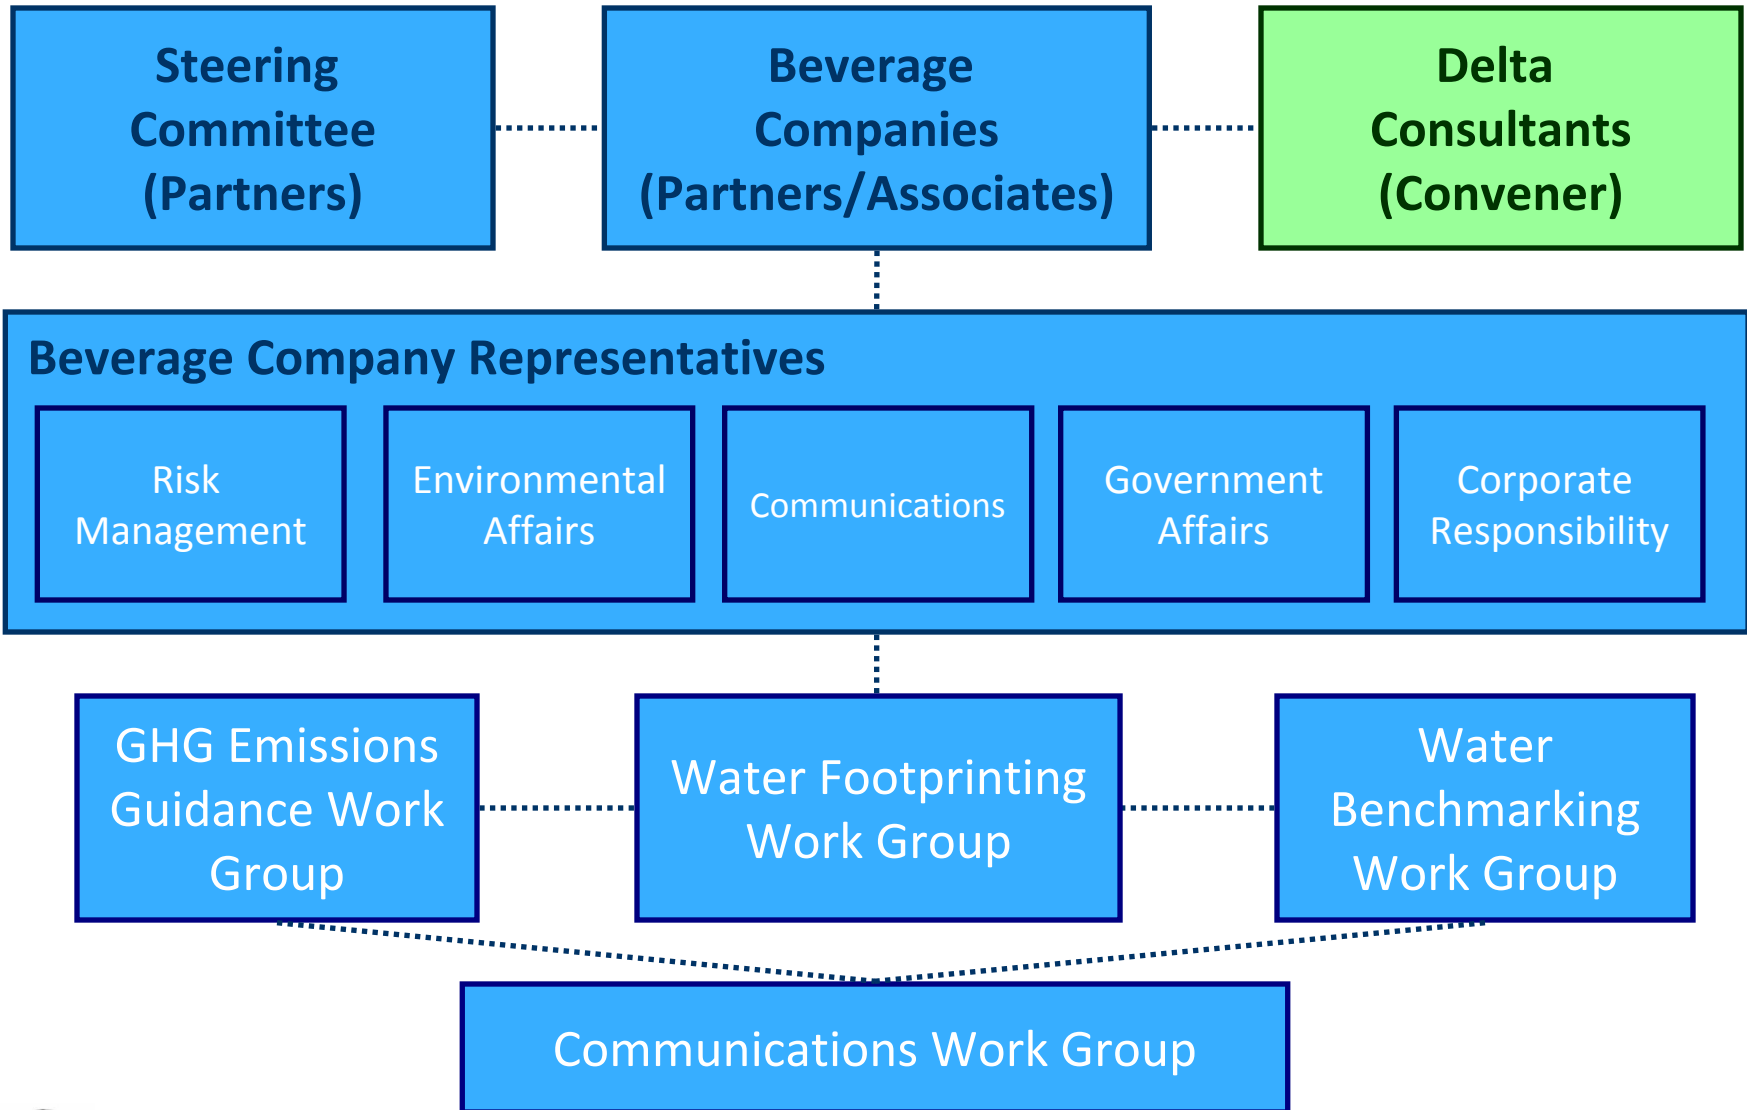 Steering
Committee
(Partners)
Beverage
Companies
(Partners/Associates)
Delta
Consultants
(Convener)
Beverage Company Representatives
Risk
Management
Environmental
Affairs
Communications
Government
Affairs
Corporate
Responsibility
GHG Emissions
Guidance Work
Group
Water Footprinting
Work Group
Water
Benchmarking
Work Group
Communications Work Group